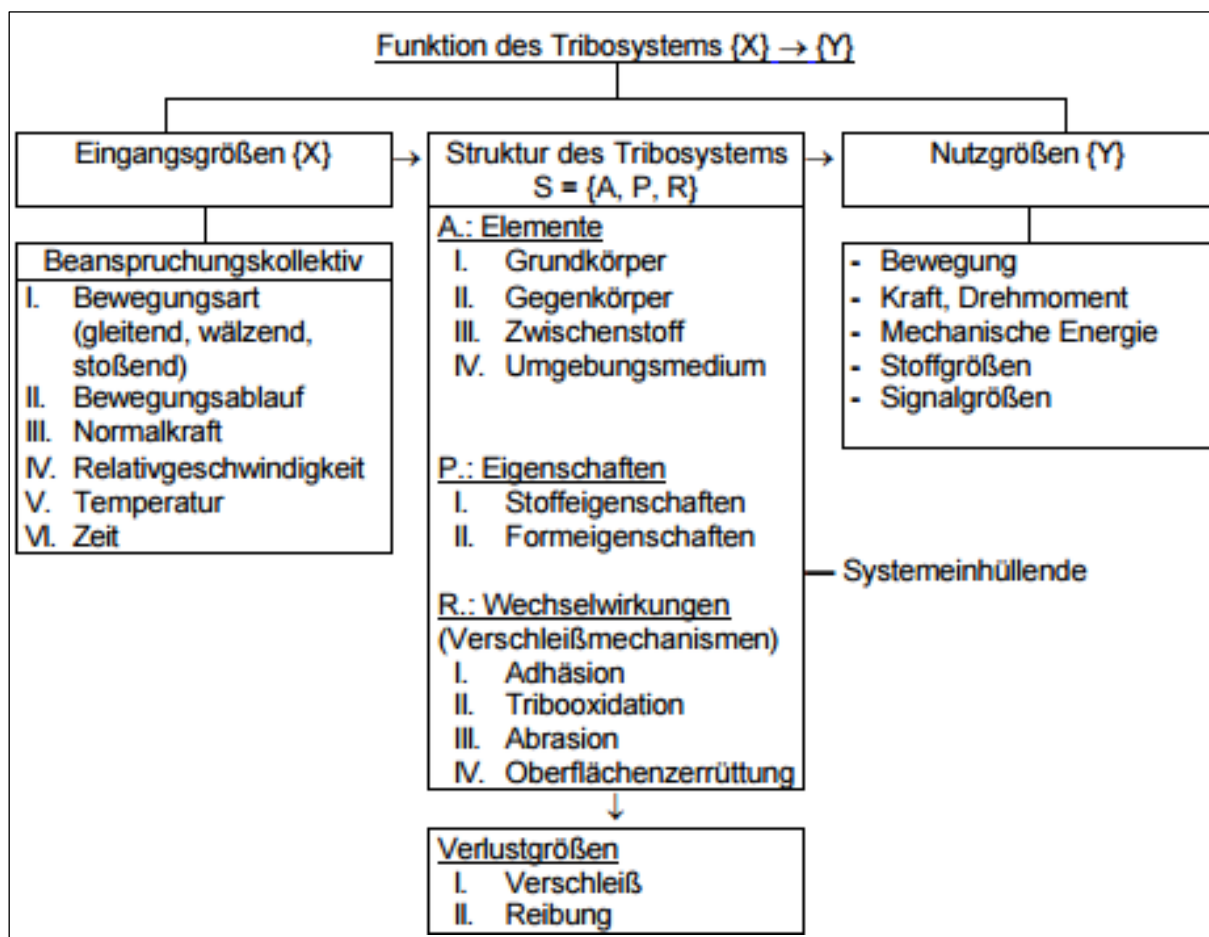 Funktion des Tribosystems {X} → {Y}
Eingangsgrößen {X}
→
Struktur des Tribosystems
S = {A, P, R}
→
Nutzgrößen {Y}
Beanspruchungskollektiv
I. Bewegungsart
(gleitend, wälzend,
stoßend)
II. Bewegungsablauf
III. Normalkraft
IV. Relativgeschwindigkeit
V. Temperatur
VI. Zeit
A.: Elemente
I. Grundkörper
II. Gegenkörper
III. Zwischenstoff
IV. Umgebungsmedium
P.: Eigenschaften
I. Stoffeigenschaften
II. Formeigenschaften
R.: Wechselwirkungen
(Verschleißmechanismen)
I. Adhäsion
II. Tribooxidation
III. Abrasion
IV. Oberflächenzerrüttung
- Bewegung
- Kraft, Drehmoment
- Mechanische Energie
- Stoffgrößen
- Signalgrößen
Systemeinhüllende
↓
Verlustgrößen
I. Verschleiß
II. Reibung